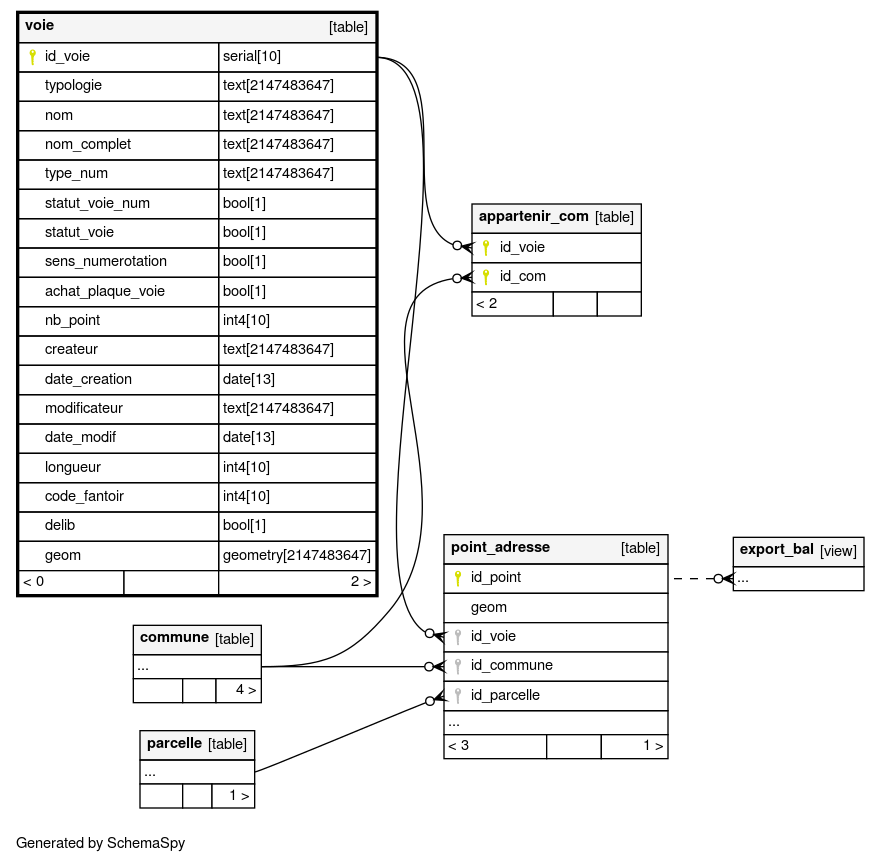 voie [table]
id_voie serial[10]
typologie text[2147483647]
nom text[2147483647]
nom_complet text[2147483647]
type_num text[2147483647]
statut_voie_num bool[1]
statut_voie bool[1]
sens_numerotation bool[1]
achat_plaque_voie bool[1]
nb_point int4[10]
createur text[2147483647]
date_creation date[13]
modificateur text[2147483647]
date_modif date[13]
longueur int4[10]
code_fantoir int4[10]
delib bool[1]
geom geometry[2147483647]
< 0 2 >
appartenir_com [table]
id_voie
id_com
< 2
point_adresse [table]
id_point
geom
id_voie
id_commune
id_parcelle
...
< 3 1 >
export_bal [view]
...
commune [table]
...
4 >
parcelle [table]
...
1 >
Generated by SchemaSpy